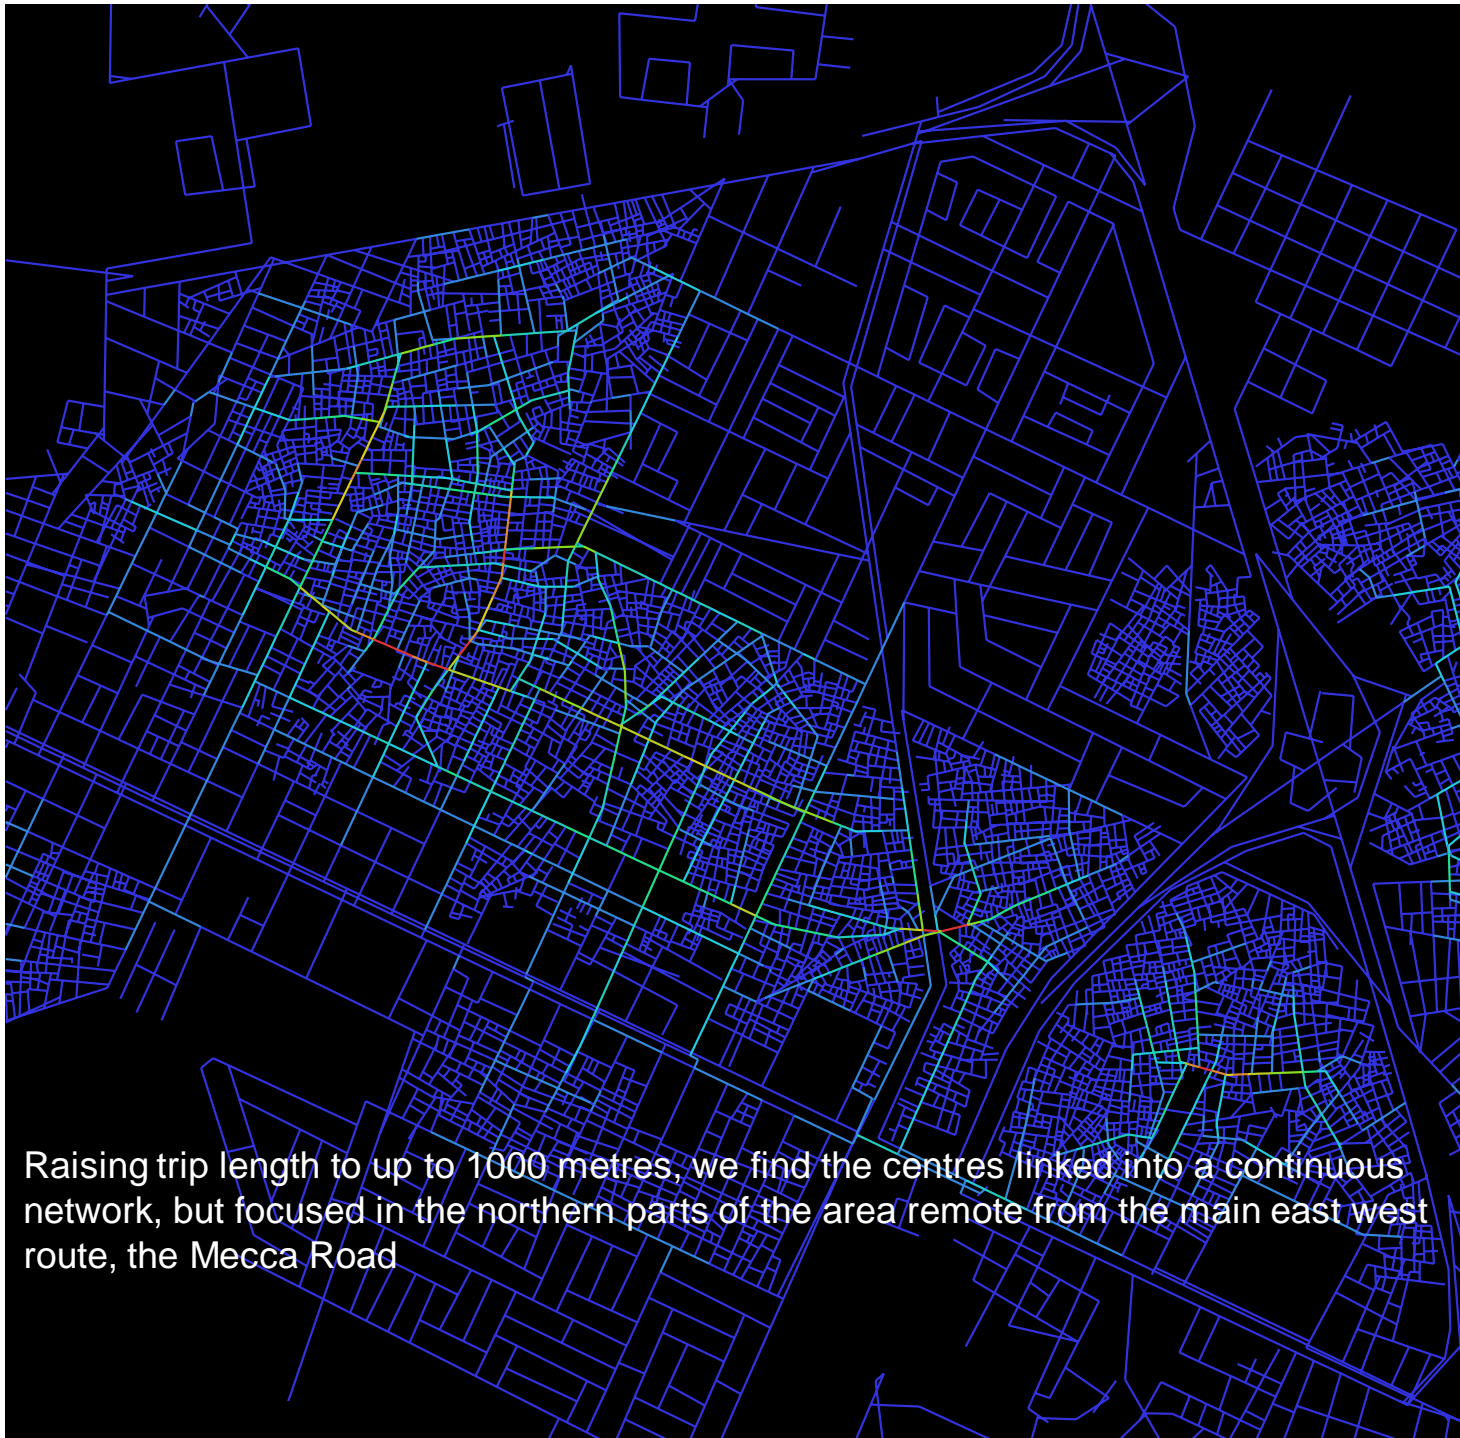 Raising trip length to up to 1000 metres, we find the centres linked into a continuous
network, but focused in the northern parts of the area remote from the main east west
route, the Mecca Road